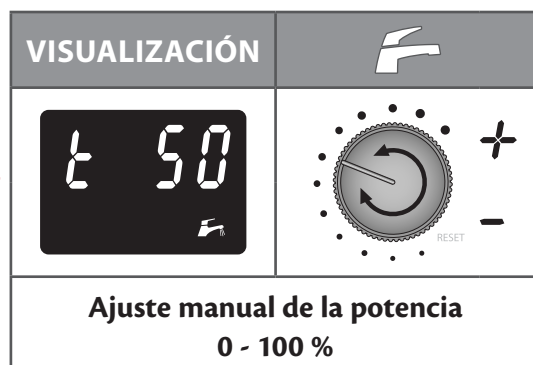 VISUALIZACIÓN
t 50
+
RESET
-
Ajuste manual de la potencia
0 - 100 %